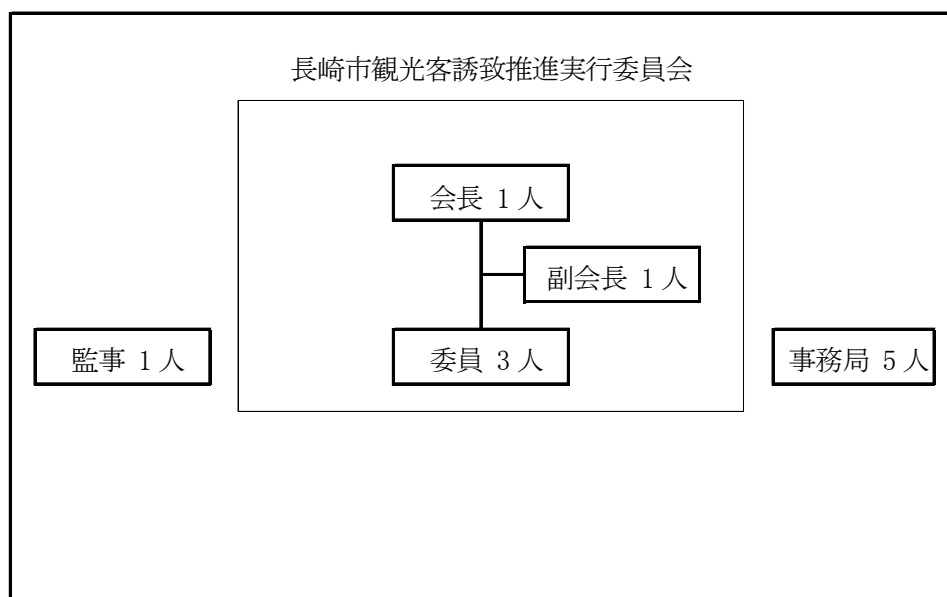 長崎市観光客誘致推進実行委員会
会長 1人
副会長 1人
監事 1人
委員 3人
事務局 5人